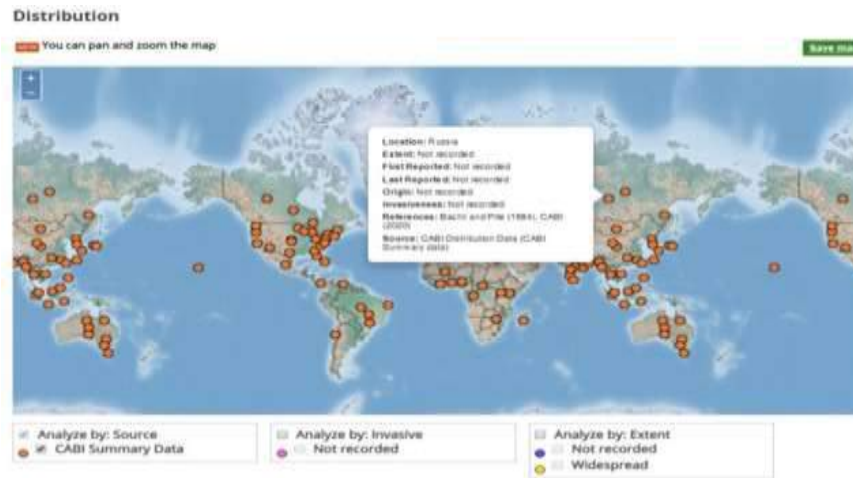 Distribution
You can pan and zoom the map
Save ma
+
-
Location: Russia
Extent: Not recorded
First Reported: Not recorded
Last Reported: Not recorded
Origin: Not recorded
Invasiveness: Not recorded
References: and (1984), CABI
(2020)
Source: CABI Distribution Data (CABI
Summary data)
Analyze by: Source
CABI Summary Data
Analyze by: Invasive
Not recorded
Analyze by: Extent
Not recorded
Widespread